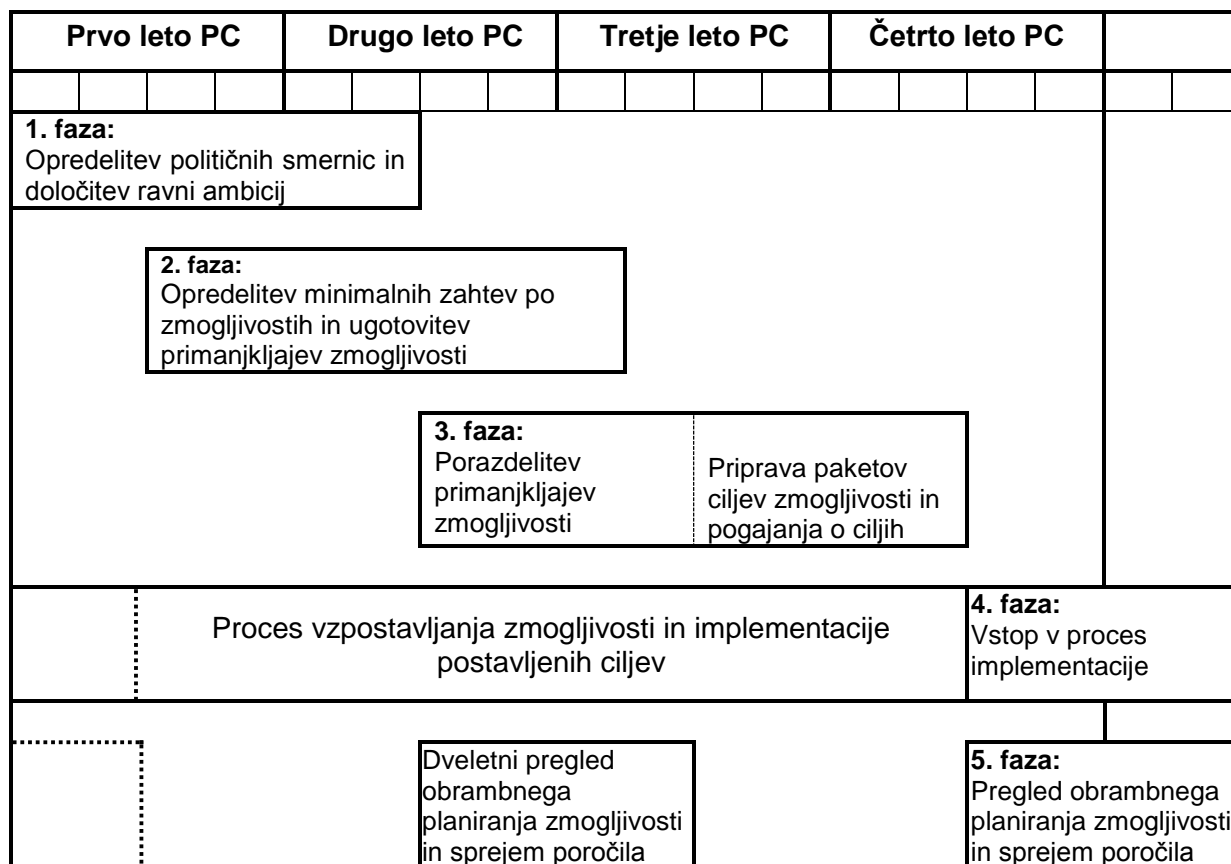 Prvo leto PC
Drugo leto PC
Tretje leto PC
Četrto leto PC
1. faza:
Opredelitev političnih smernic in
določitev ravni ambicij
2. faza:
Opredelitev minimalnih zahtev po
zmogljivostih in ugotovitev
primanjkljajev zmogljivosti
3. faza:
Porazdelitev
primanjkljajev
zmogljivosti
Priprava paketov
ciljev zmogljivosti in
pogajanja o ciljih
Proces vzpostavljanja zmogljivosti in implementacije
postavljenih ciljev
4. faza:
Vstop v proces
implementacije
Dveletni pregled
obrambnega
planiranja zmogljivosti
in sprejem poročila
5. faza:
Pregled obrambnega
planiranja zmogljivosti
in sprejem poročila